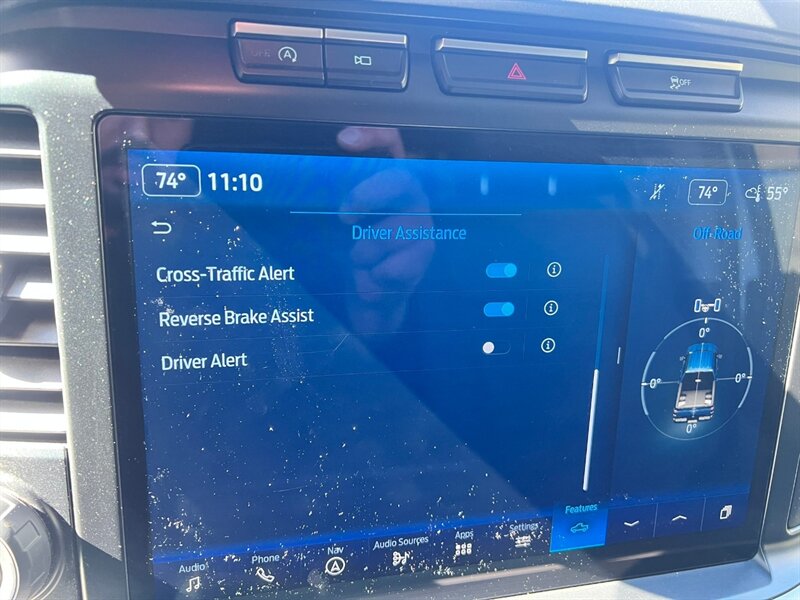 OFF
OFF
74° 11:10 74° 55°
Driver Assistance Off-Road
Cross-Traffic Alert
Reverse Brake Assist
Driver Alert
0°
0° 0°
0°
Audio Phone Nav Audio Sources Apps Settings Features